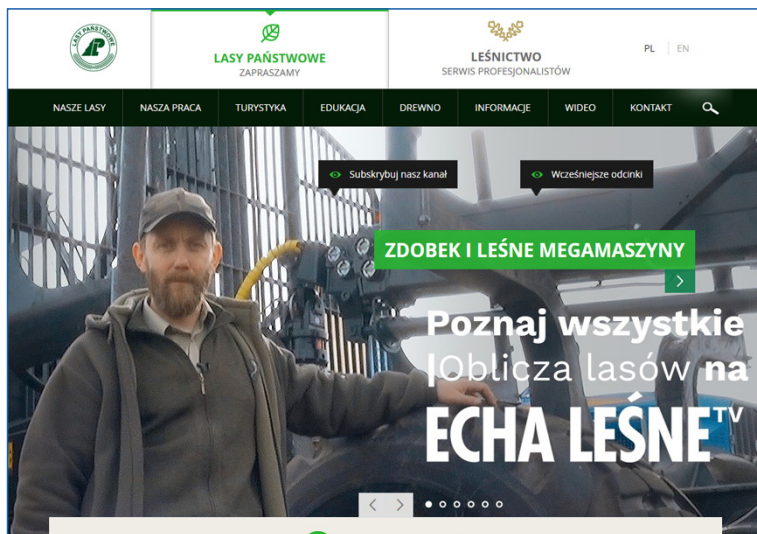 LASY PAŃSTWOWE
LASY PAŃSTWOWE
ZAPRASZAMY
LEŚNICTWO
SERWIS PROFESJONALISTÓW
PL EN
NASZE LASY NASZA PRACA TURYSTYKA EDUKACJA DREWNO INFORMACJE WIDEO KONTAKT
Subskrybuj nasz kanał Wcześniejsze odcinki
ZDOBEK I LEŚNE MEGAMASZYNY
Poznaj wszystkie
Oblicza lasów na
ECHA LEŚNE TV